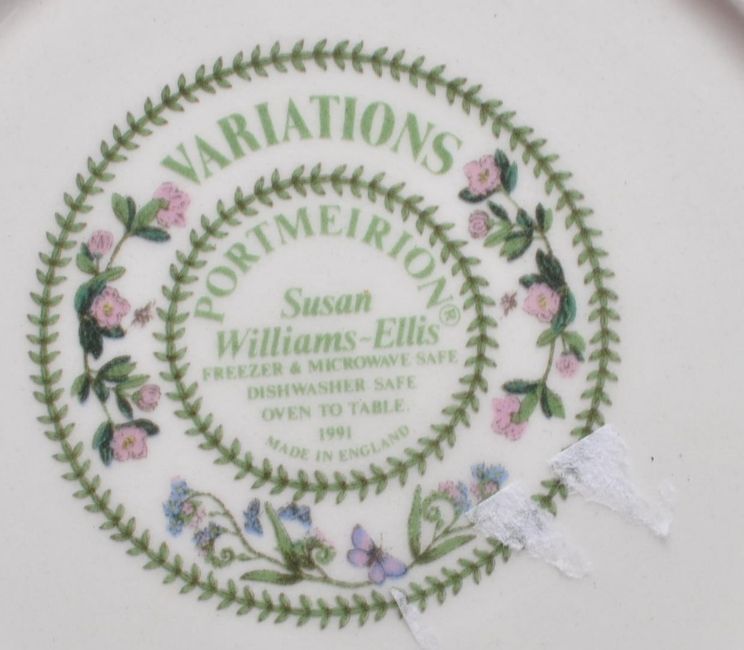 VARIATIONS
PORTMEIRION®
Susan
Williams-Ellis
FREEZER & MICROWAVE SAFE
DISHWASHER SAFE
OVEN TO TABLE.
1991
MADE IN ENGLAND